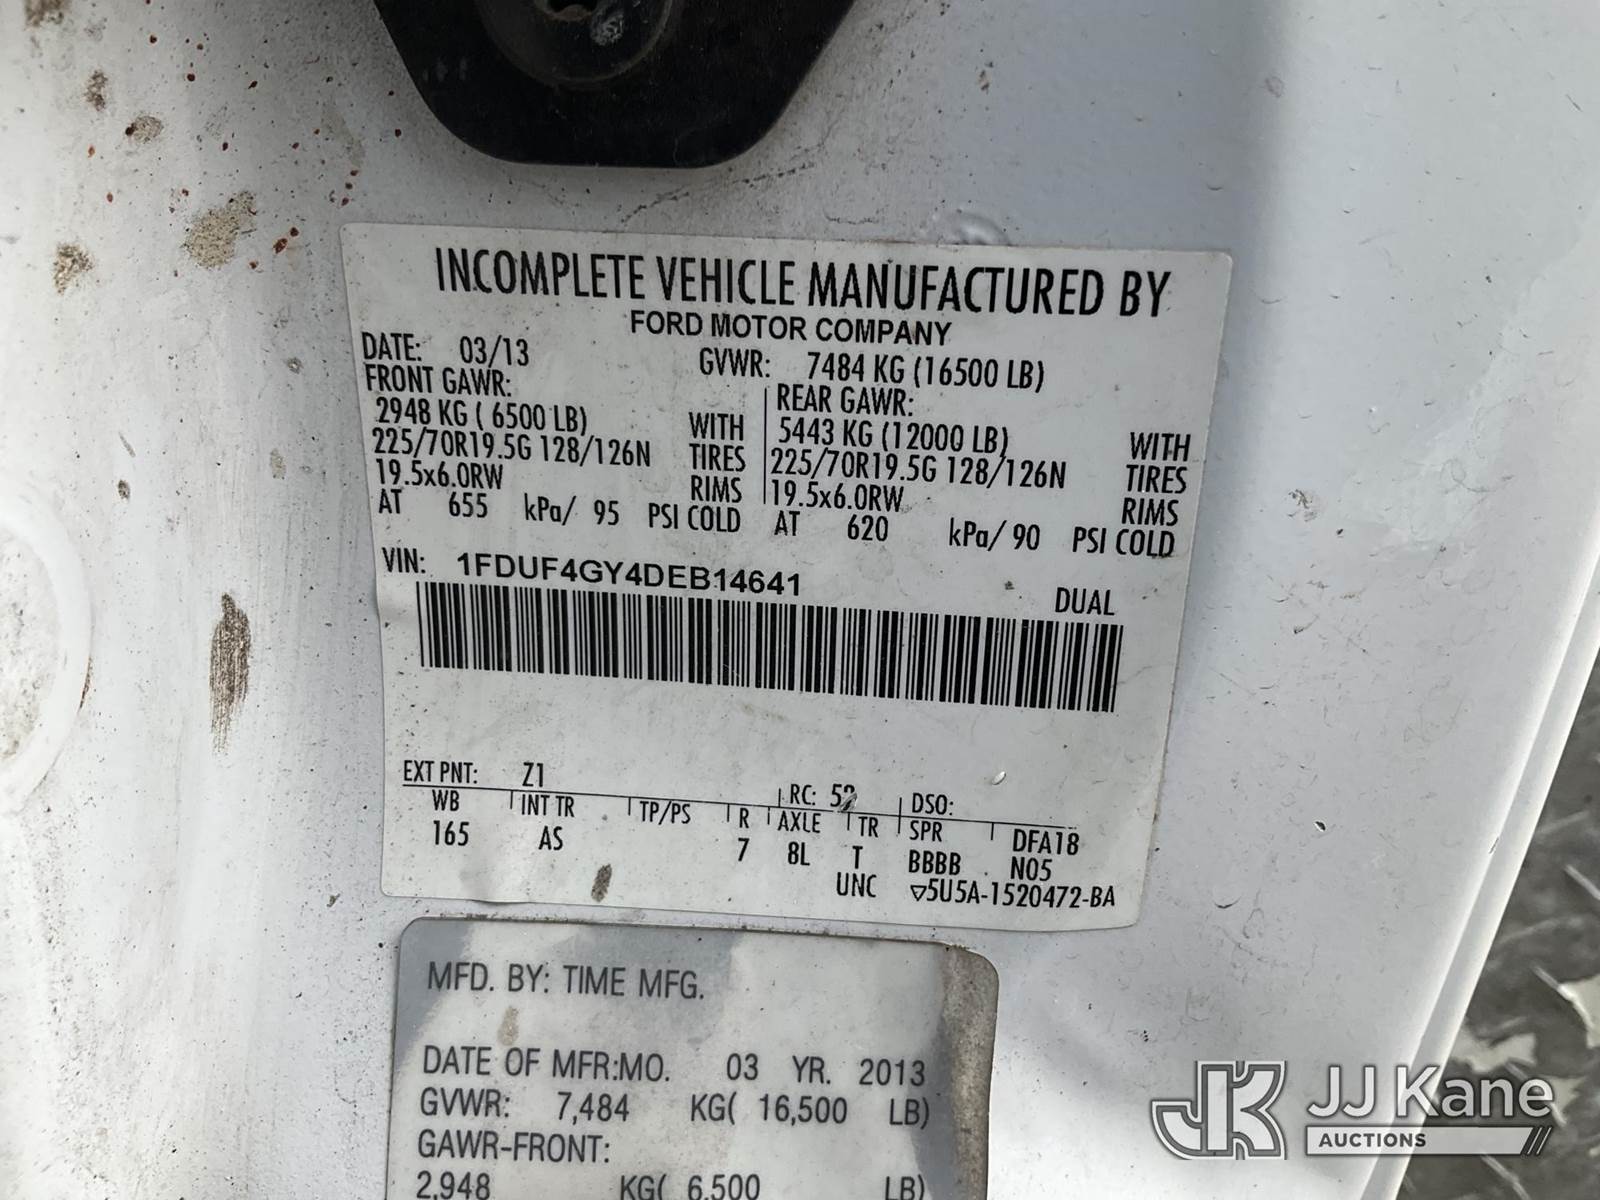 INCOMPLETE VEHICLE MANUFACTURED BY
FORD MOTOR COMPANY
DATE: 03/13 GVWR: 7484 KG (16500 LB)
FRONT GAWR: REAR GAWR:
2948 KG ( 6500 LB) WITH 5443 KG (12000 LB) WITH
225/70R19.5G 128/126N TIRES 225/70R19.5G 128/126N TIRES
19.5x6.0RW RIMS 19.5x6.0RW RIMS
AT 655 kPa/ 95 PSI COLD AT 620 kPa/ 90 PSI COLD
VIN: 1FDUF4GY4DEB14641
DUAL
EXT PNT: Z1 RC: 52 DSO:
WB INT TR TP/PS R AXLE TR SPR DFA18
165 AS 7 8L T BBBB N05
UNC ▽5U5A-1520472-BA
MFD. BY: TIME MFG.
DATE OF MFR:MO. 03 YR. 2013
GVWR: 7,484 KG( 16,500 LB)
GAWR-FRONT:
2,948 KG( 6,500 LB)
JK JJ Kane
AUCTIONS